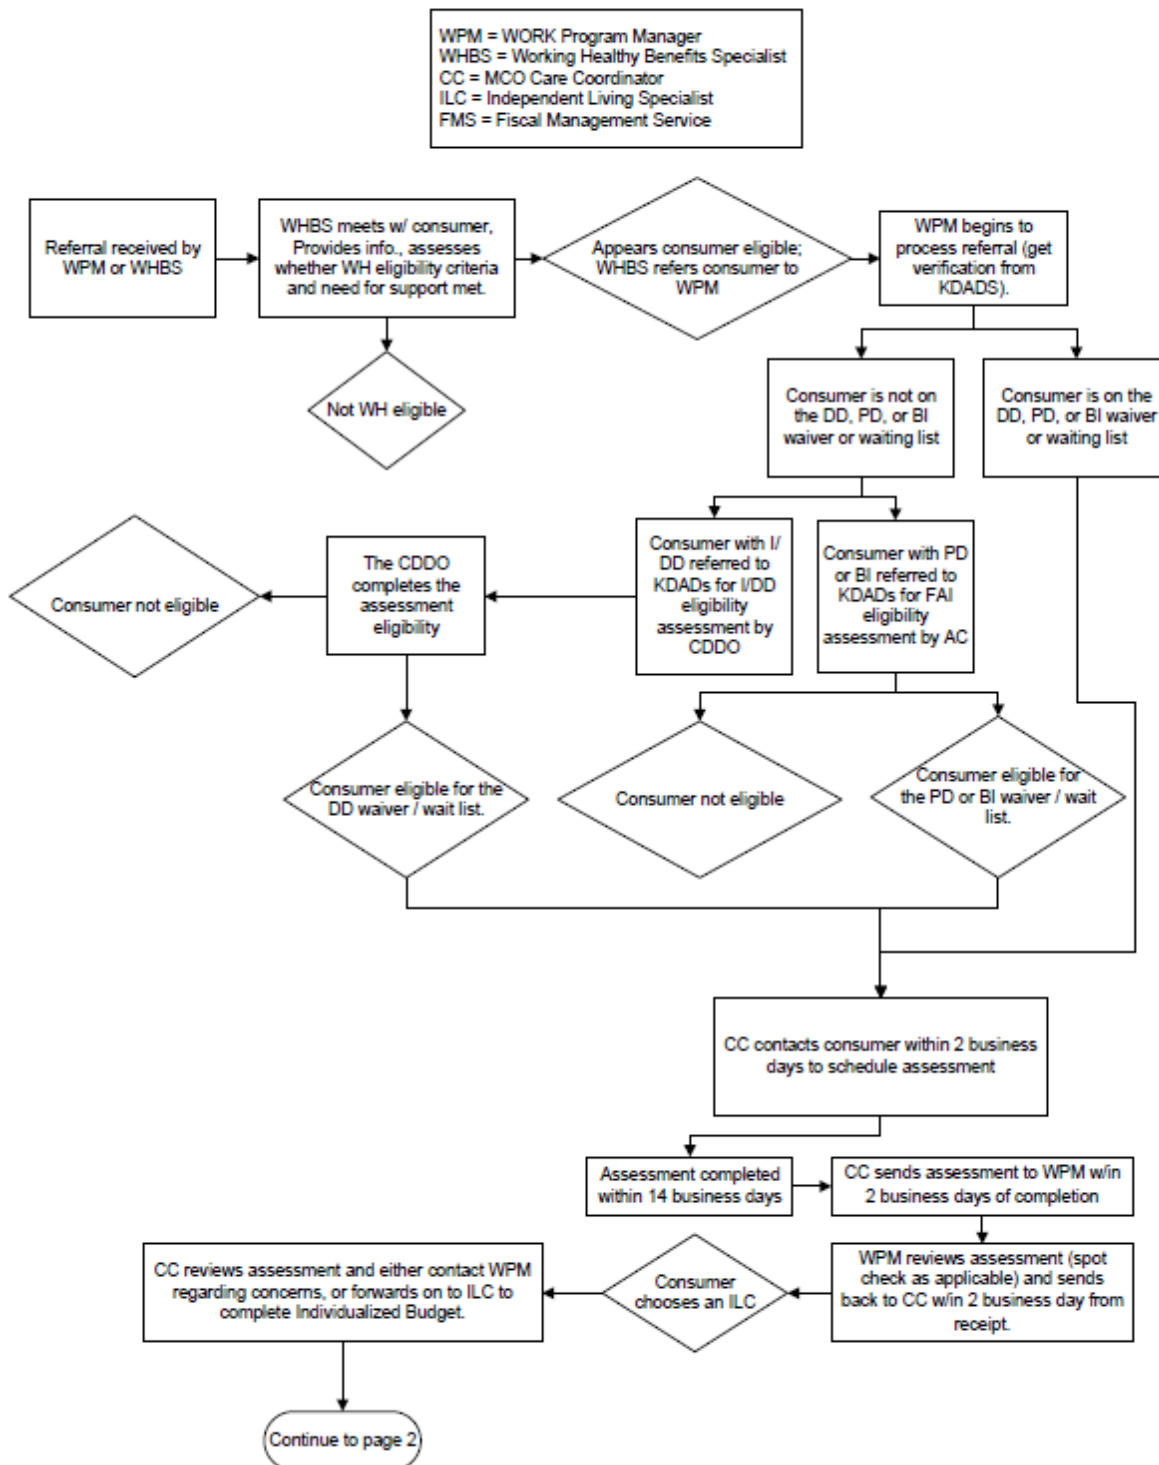 WPM = WORK Program Manager
WHBS = Working Healthy Benefits Specialist
CC = MCO Care Coordinator
ILC = Independent Living Specialist
FMS = Fiscal Management Service
Referral received by
WPM or WHBS
WHBS meets w/ consumer,
Provides info., assesses
whether WH eligibility criteria
and need for support met.
Appears consumer eligible;
WHBS refers consumer to
WPM
WPM begins to
process referral (get
verification from
KDADS).
Not WH eligible
Consumer is not on
the DD, PD, or BI
waiver or waiting list
Consumer is on the
DD, PD, or BI waiver
or waiting list
Consumer not eligible
The CDDO
completes the
assessment
eligibility
Consumer with I/
DD referred to
KDADs for I/DD
eligibility
assessment by
CDDO
Consumer with PD
or BI referred to
KDADs for FAI
eligibility
assessment by AC
Consumer eligible for the
DD waiver / wait list.
Consumer not eligible
Consumer eligible for
the PD or BI waiver / wait
list.
CC contacts consumer within 2 business
days to schedule assessment
Assessment completed
within 14 business days
CC sends assessment to WPM w/in
2 business days of completion
CC reviews assessment and either contact WPM
regarding concerns, or forwards on to ILC to
complete Individualized Budget.
Consumer
chooses an ILC
WPM reviews assessment (spot
check as applicable) and sends
back to CC w/in 2 business day from
receipt.
Continue to page 2